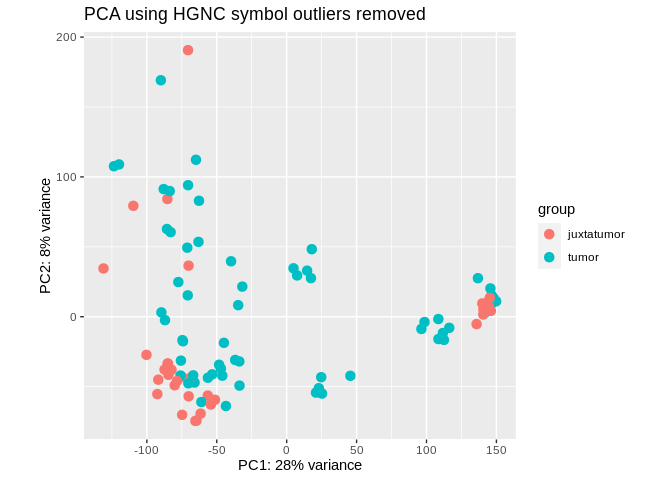 PCA using HGNC symbol outliers removed
200
100
0
PC2: 8% variance
-100
-50
0
50
100
150
PC1: 28% variance
group
juxtatumor
tumor